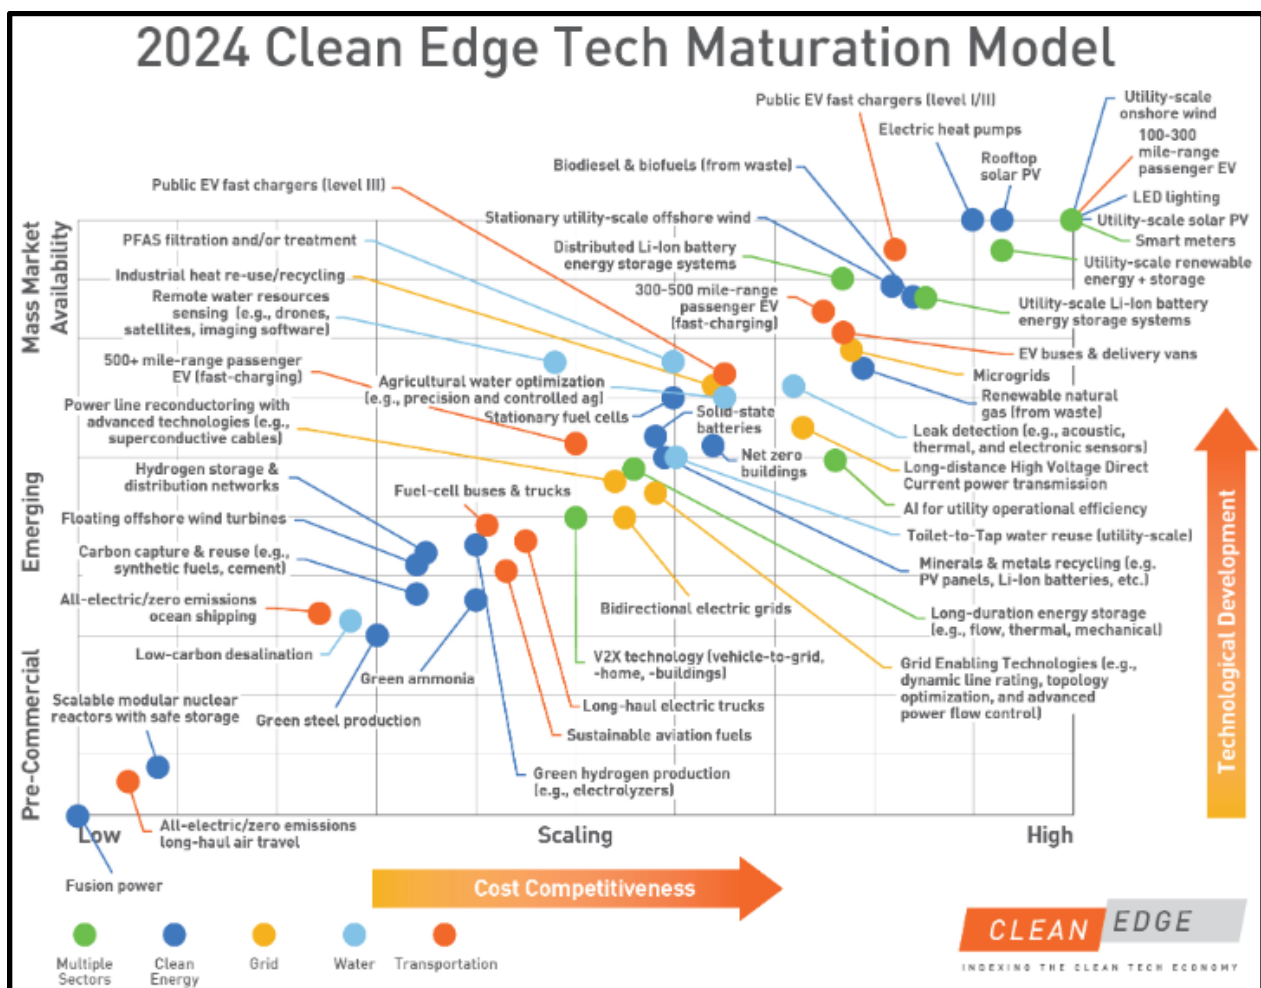 2024 Clean Edge Tech Maturation Model
Public EV fast chargers (level I/II)
Utility-scale
onshore wind
Electric heat pumps
100-300
mile-range
passenger EV
Rooftop
solar PV
Biodiesel & biofuels (from waste)
Public EV fast chargers (level III)
LED lighting
Stationary utility-scale offshore wind
Utility-scale solar PV
PFAS filtration and/or treatment
Smart meters
Distributed Li-Ion battery
energy storage systems
Utility-scale renewable
energy + storage
Industrial heat re-use/recycling
300-500 mile-range
passenger EV
(fast-charging)
Remote water resources
sensing (e.g., drones,
satellites, imaging software)
Utility-scale Li-Ion battery
energy storage systems
EV buses & delivery vans
500+ mile-range passenger
EV (fast-charging)
Microgrids
Agricultural water optimization
(e.g., precision and controlled ag)
Renewable natural
gas (from waste)
Power line reconductoring with
advanced technologies (e.g.,
superconductive cables)
Stationary fuel cells
Solid-state
batteries
Leak detection (e.g., acoustic,
thermal, and electronic sensors)
Net zero
buildings
Long-distance High Voltage Direct
Current power transmission
Hydrogen storage &
distribution networks
Fuel-cell buses & trucks
AI for utility operational efficiency
Floating offshore wind turbines
Toilet-to-Tap water reuse (utility-scale)
Carbon capture & reuse (e.g.,
synthetic fuels, cement)
Minerals & metals recycling (e.g.
PV panels, Li-Ion batteries, etc.)
All-electric/zero emissions
ocean shipping
Bidirectional electric grids
Long-duration energy storage
(e.g., flow, thermal, mechanical)
Low-carbon desalination
V2X technology (vehicle-to-grid,
-home, -buildings)
Grid Enabling Technologies (e.g.,
dynamic line rating, topology
optimization, and advanced
power flow control)
Green ammonia
Scalable modular nuclear
reactors with safe storage
Green steel production
Long-haul electric trucks
Sustainable aviation fuels
Green hydrogen production
(e.g., electrolyzers)
All-electric/zero emissions
long-haul air travel
Fusion power
Mass Market
Availability
Emerging
Pre-Commercial
Technological Development
Low
Scaling
High
Cost Competitiveness
Multiple
Sectors
Clean
Energy
Grid
Water
Transportation
CLEAN EDGE
INDEXING THE CLEAN TECH ECONOMY